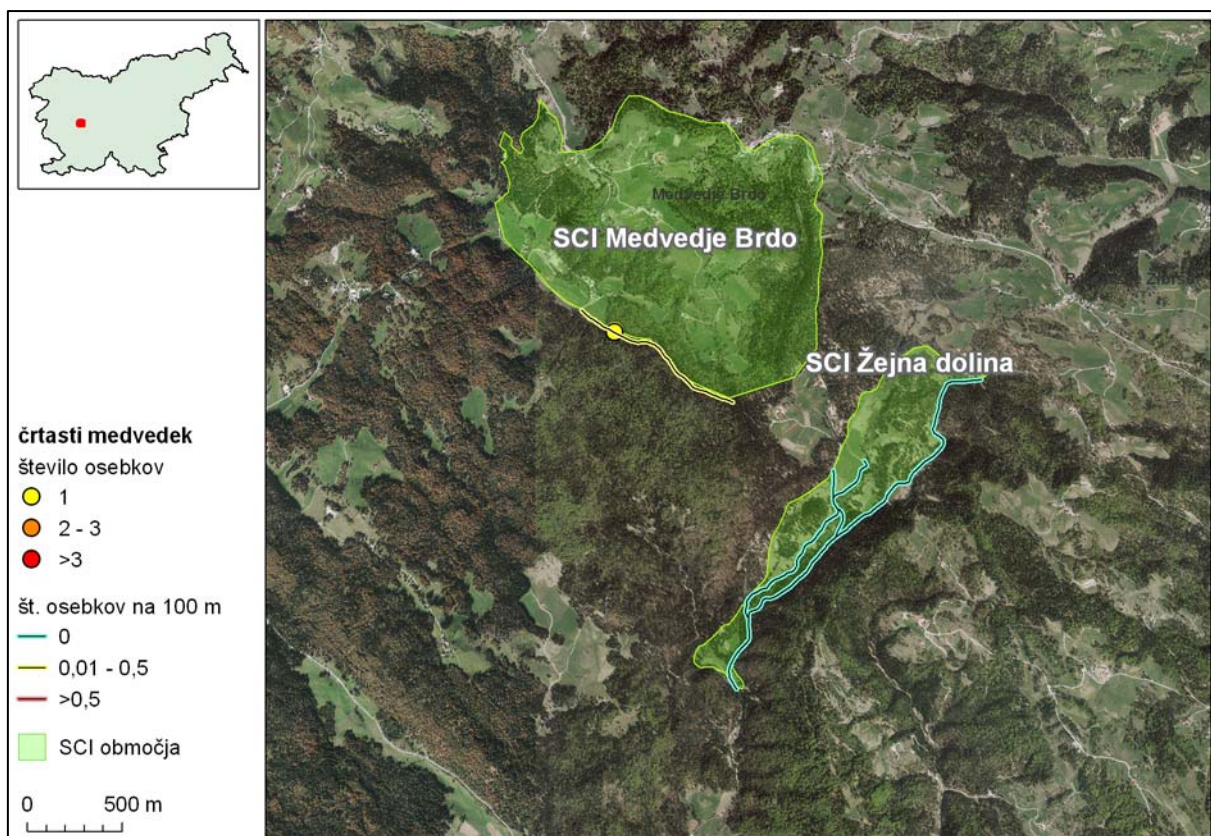 črtasti medvedek
število osebkov
1
2 - 3
>3
št. osebkov na 100 m
0
0,01 - 0,5
>0,5
SCI območja
0 500 m
Medvedje Brdo
SCI Medvedje Brdo
SCI Žejna dolina